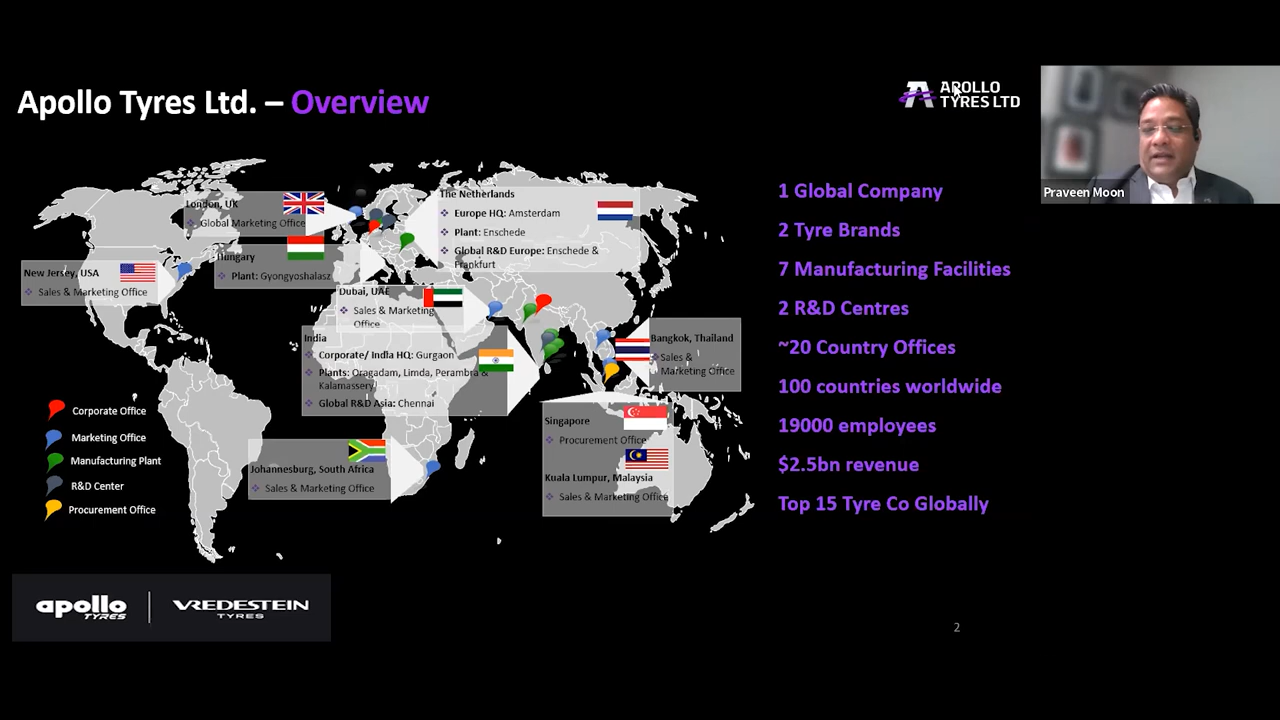 Apollo Tyres Ltd. – Overview
APOLLO
TYRES LTD
Praveen Moon
London, UK
Global Marketing Office
Hungary
Plant: Gyongyoshalasz
The Netherlands
Europe HQ: Amsterdam
Plant: Enschede
Global R&D Europe: Enschede &
Frankfurt
New Jersey, USA
Sales & Marketing Office
Dubai, UAE
Sales & Marketing
Office
India
Corporate/ India HQ: Gurgaon
Plants: Oragadam, Limda, Perambra &
Kalamassery
Global R&D Asia: Chennai
Bangkok, Thailand
Sales &
Marketing Office
Singapore
Procurement Office
Kuala Lumpur, Malaysia
Sales & Marketing Office
Johannesburg, South Africa
Sales & Marketing Office
Corporate Office
Marketing Office
Manufacturing Plant
R&D Center
Procurement Office
1 Global Company
2 Tyre Brands
7 Manufacturing Facilities
2 R&D Centres
~20 Country Offices
100 countries worldwide
19000 employees
$2.5bn revenue
Top 15 Tyre Co Globally
apollo
TYRES
VREDESTEIN
TYRES
2